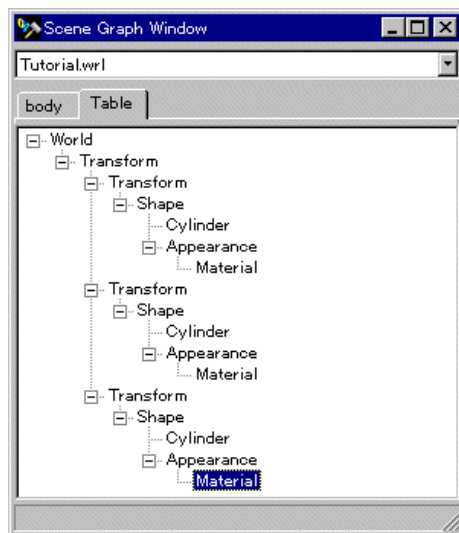 Scene Graph Window
Tutorial.wrl
body Table
World
Transform
Transform
Shape
Cylinder
Appearance
Material
Transform
Shape
Cylinder
Appearance
Material
Transform
Shape
Cylinder
Appearance
Material